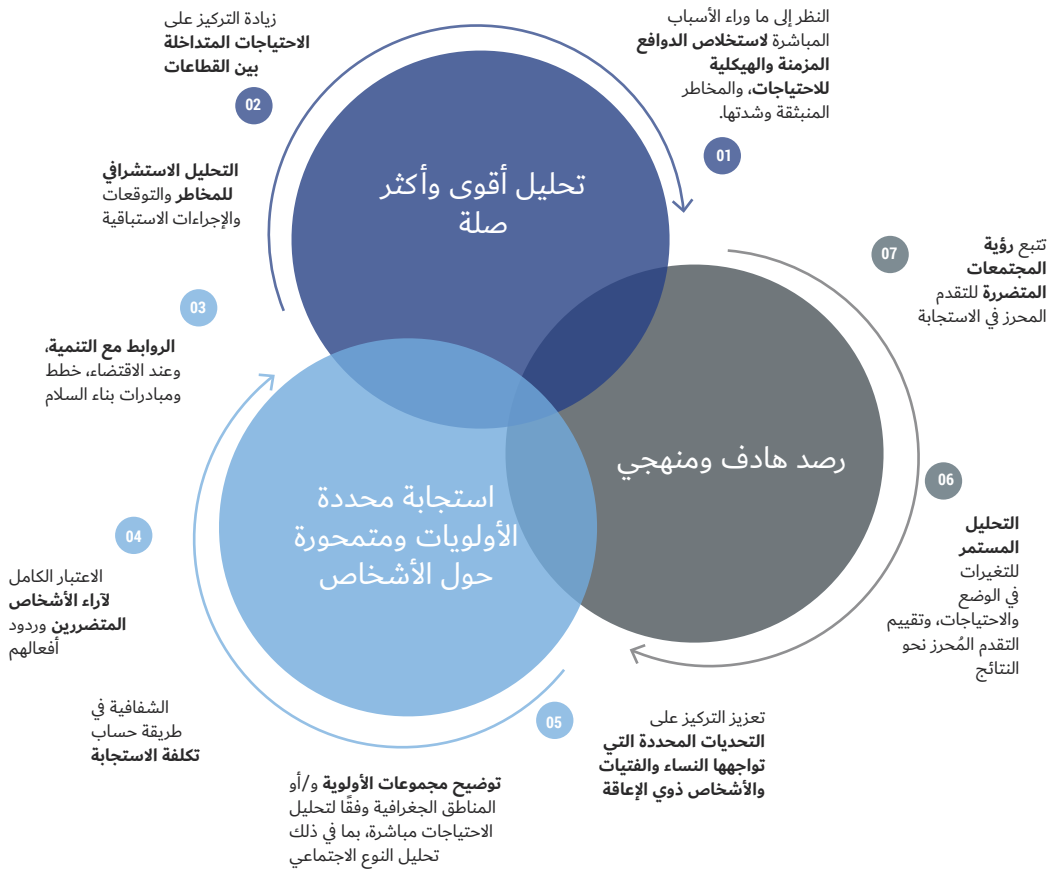 النظر إلى ما وراء الأسباب
المباشرة لاستخلاص الدوافع
المزمنة والهيكلية
للاحتياجات، والمخاطر
المنبثقة وشدتها.
01
زيادة التركيز على
الاحتياجات المتداخلة
بين القطاعات
02
التحليل الاستشرافي
للمخاطر والتوقعات
والإجراءات الاستباقية
تحليل أقوى وأكثر
صلة
03
الروابط مع التنمية،
وعند الاقتضاء، خطط
ومبادرات بناء السلام
04
الاعتبار الكامل
لآراء الأشخاص
المتضررين وردود
أفعالهم
استجابة محددة
الأولويات ومتمحورة
حول الأشخاص
الشفافية في
طريقة حساب
تكلفة الاستجابة
توضيح مجموعات الأولوية و/أو
المناطق الجغرافية وفقًا لتحليل
الاحتياجات مباشرة، بما في ذلك
تحليل النوع الاجتماعي
05
تعزيز التركيز على
التحديات المحددة التي
تواجهها النساء والفتيات
والأشخاص ذوي الإعاقة
رصد هادف ومنهجي
06
التحليل
المستمر
للتغيرات
في الوضع
والاحتياجات، وتقييم
التقدم المُحرز نحو
النتائج
07
تتبع رؤية
المجتمعات
المتضررة للتقدم
المحرز في الاستجابة